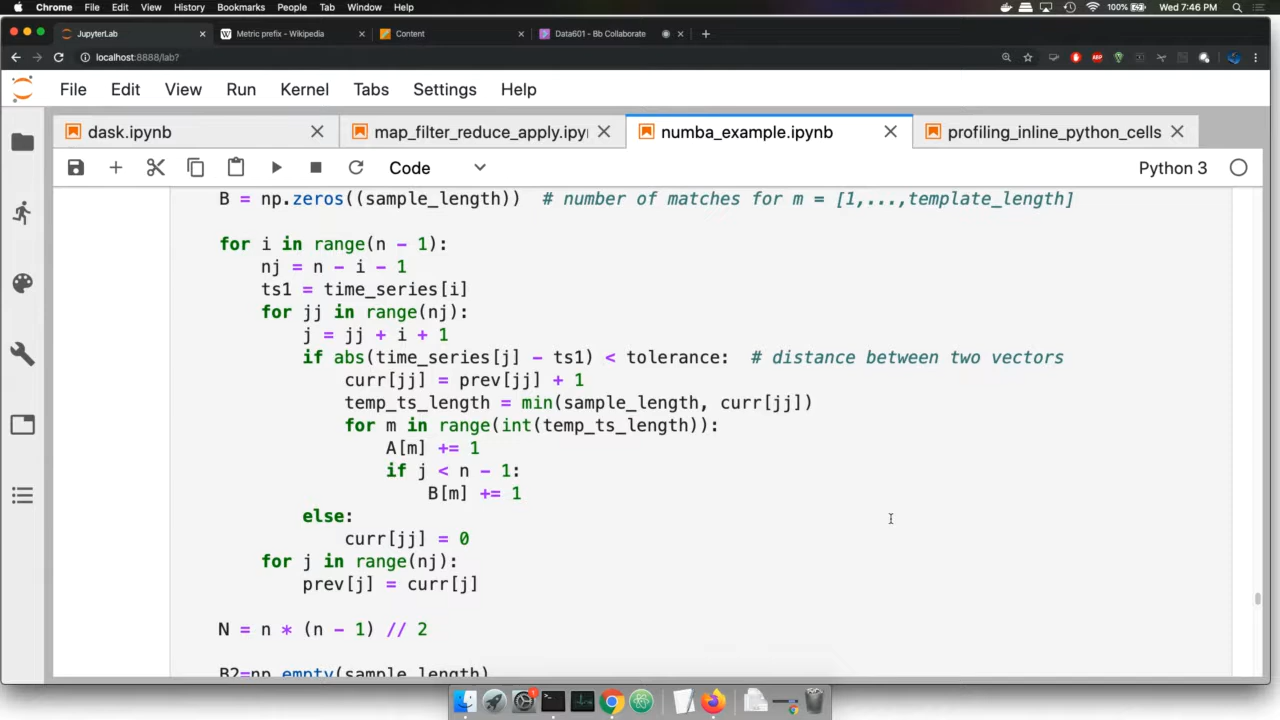 Chrome File Edit View History Bookmarks People Tab Window Help 100% Wed 7:46 PM
JupyterLab Metric prefix - Wikipedia Content Data601 - Bb Collaborate
localhost:8888/lab?
File Edit View Run Kernel Tabs Settings Help
dask.ipynb map_filter_reduce_apply.ipy numba_example.ipynb profiling_inline_python_cells
Code Python 3
B = np.zeros((sample_length)) # number of matches for m = [1,...,template_length]
for i in range(n - 1):
nj = n - i - 1
ts1 = time_series[i]
for jj in range(nj):
j = jj + i + 1
if abs(time_series[j] - ts1) < tolerance: # distance between two vectors
curr[jj] = prev[jj] + 1
temp_ts_length = min(sample_length, curr[jj])
for m in range(int(temp_ts_length)):
A[m] += 1
if j < n - 1:
B[m] += 1
else:
curr[jj] = 0
for j in range(nj):
prev[j] = curr[j]
N = n * (n - 1) // 2
B2=np.empty(sample_length)